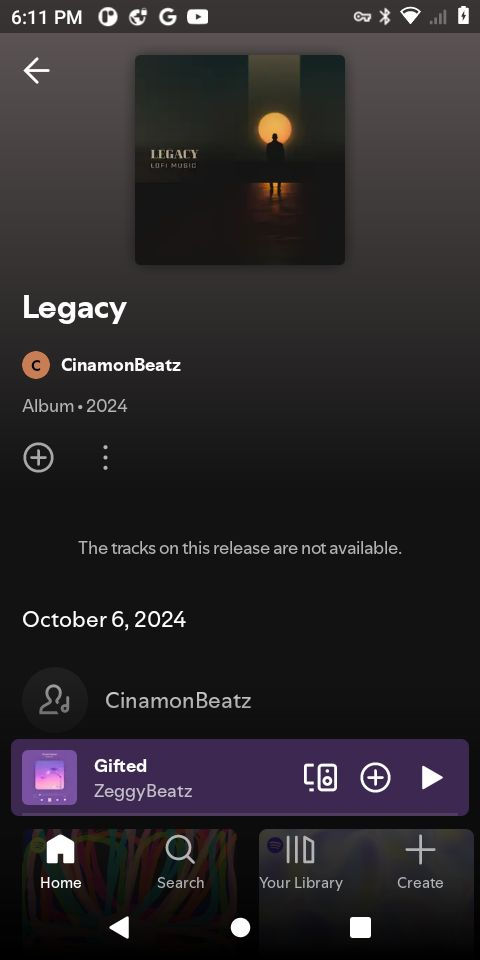 6:11 PM
LEGACY
LOFI MUSIC
Legacy
C
CinamonBeatz
Album • 2024
The tracks on this release are not available.
October 6, 2024
CinamonBeatz
Gifted
ZeggyBeatz
Home
Search
Your Library
Create